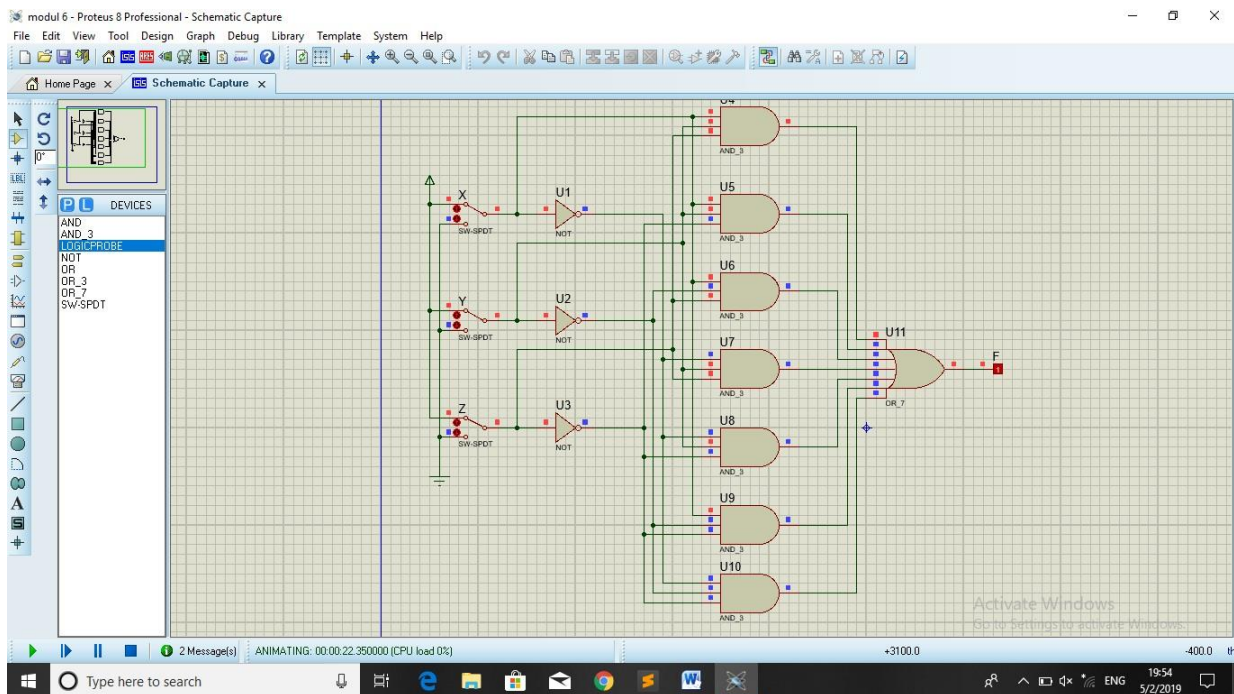 modul 6 - Proteus 8 Professional - Schematic Capture
File Edit View Tool Design Graph Debug Library Template System Help
Home Page x Schematic Capture x
0°
LBL
P L DEVICES
AND
AND_3
LOGICPROBE
NOT
OR
OR_3
OR_7
SW-SPDT
A
S
U4
AND_3
X
SW-SPDT
U1
NOT
U5
AND_3
U6
AND_3
Y
SW-SPDT
U2
NOT
U7
AND_3
U11
OR_7
F
1
Z
SW-SPDT
U3
NOT
U8
AND_3
U9
AND_3
U10
AND_3
Activate Windows
Go to Settings to activate Windows.
2 Message(s) ANIMATING: 00:00:22.350000 (CPU load 0%) +3100.0 -400.0 th
Type here to search
ENG
19:54
5/2/2019